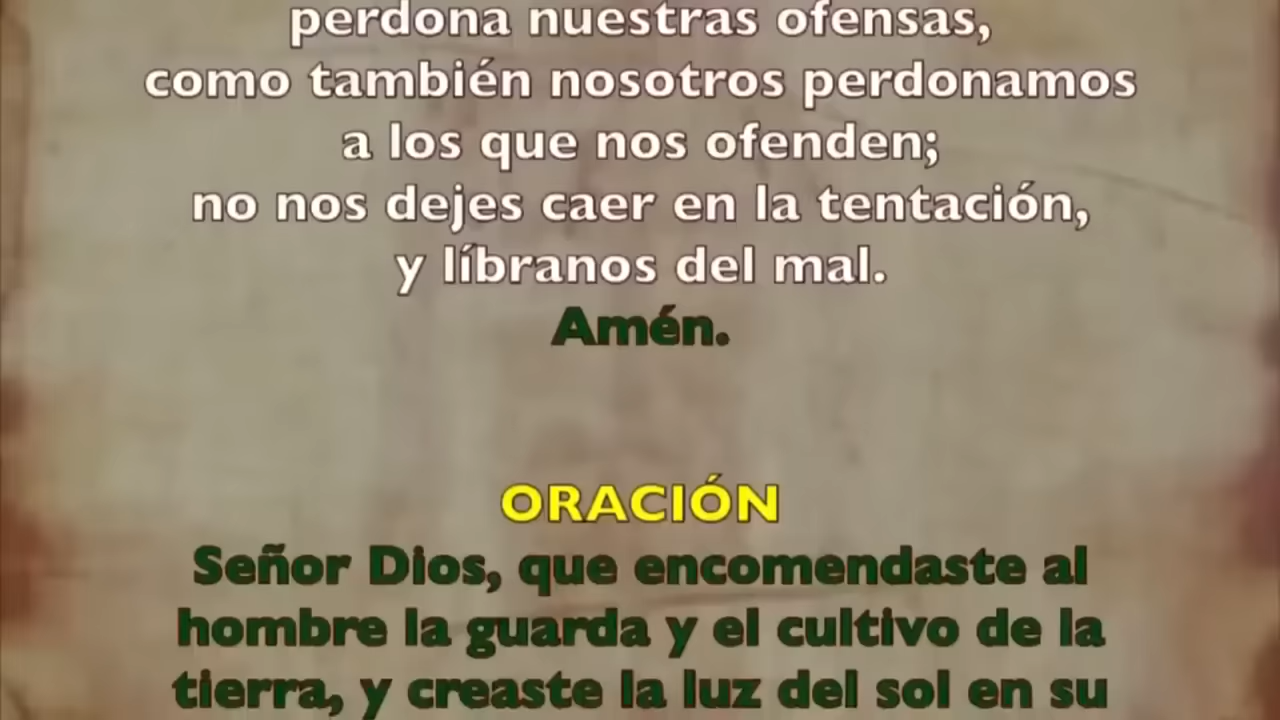 perdona nuestras ofensas,
como también nosotros perdonamos
a los que nos ofenden;
no nos dejes caer en la tentación,
y líbranos del mal.
Amén.
ORACIÓN
Señor Dios, que encomendaste al
hombre la guarda y el cultivo de la
tierra, y creaste la luz del sol en su